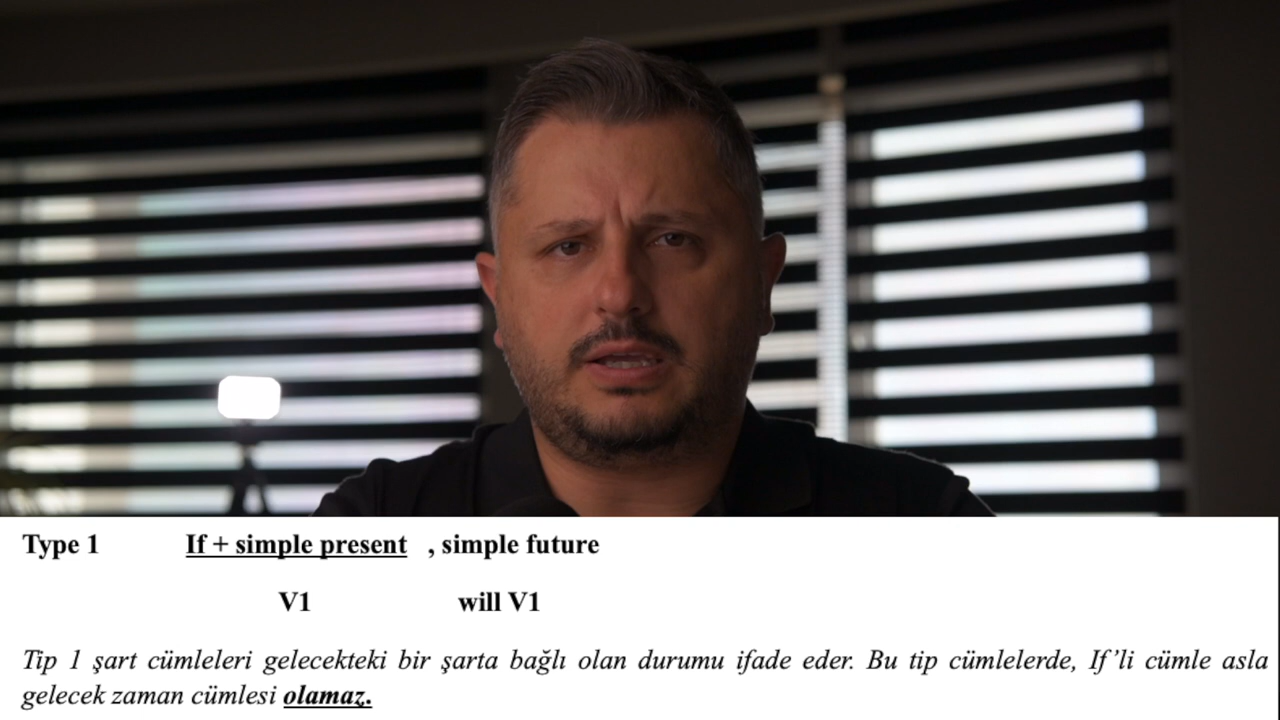 Type 1 If + simple present , simple future
V1 will V1
Tip 1 şart cümleleri gelecekteki bir şarta bağlı olan durumu ifade eder. Bu tip cümlelerde, If’li cümle asla
gelecek zaman cümlesi olamaz.